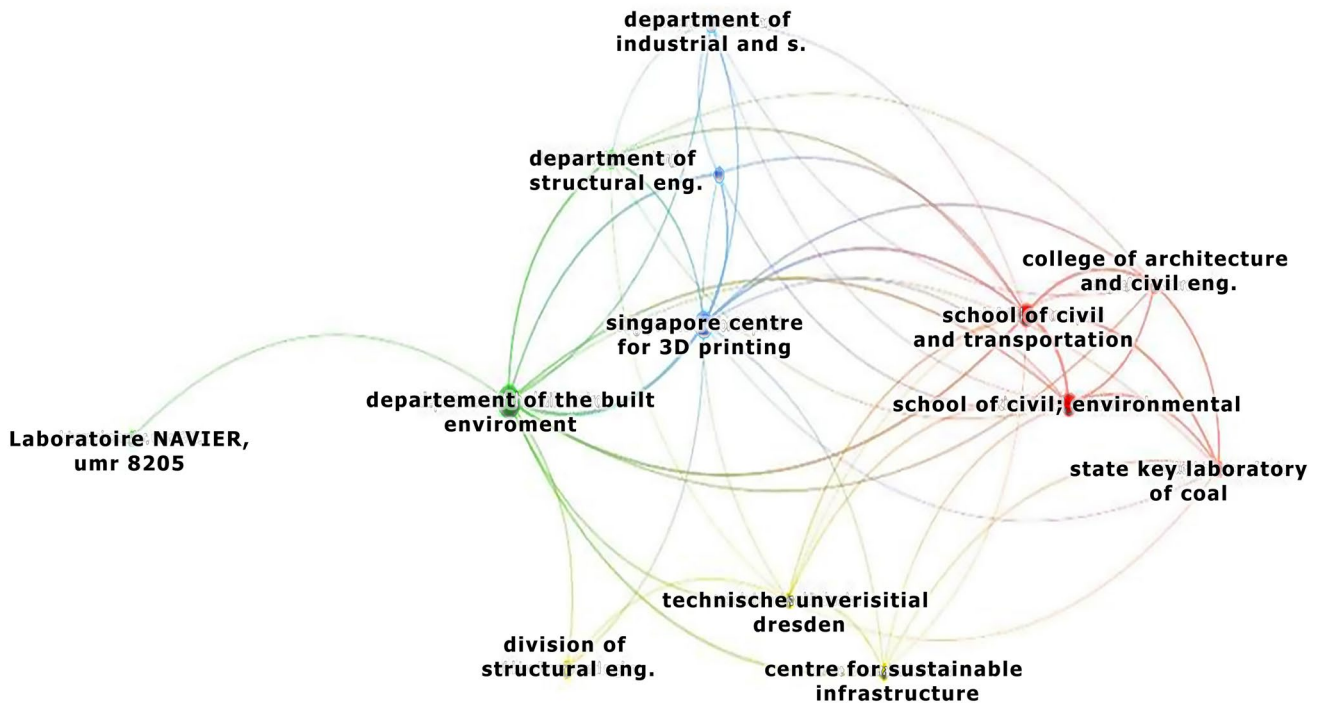 department of
industrial and s.
department of
structural eng.
college of architecture
and civil eng.
school of civil
and transportation
singapore centre
for 3D printing
departement of the built
enviroment
school of civil; environmental
Laboratoire NAVIER,
umr 8205
state key laboratory
of coal
technische unverisitial
dresden
division of
structural eng.
centre for sustainable
infrastructure